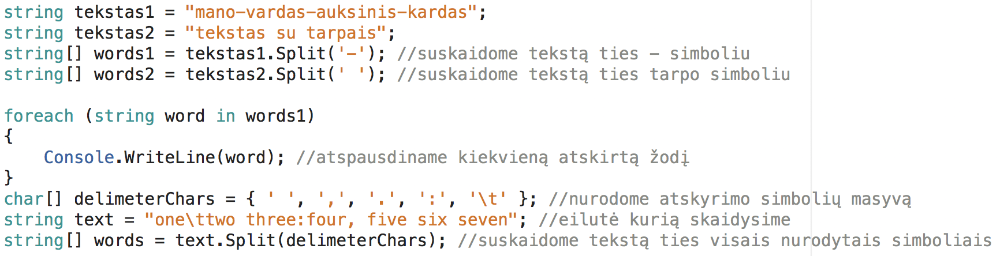 string tekstas1 = "mano-vardas-auksinis-kardas";
string tekstas2 = "tekstas su tarpais";
string[] words1 = tekstas1.Split('-'); //suskaidome tekstą ties - simboliu
string[] words2 = tekstas2.Split(' '); //suskaidome tekstą ties tarpo simboliu

foreach (string word in words1)
{
    Console.WriteLine(word); //atspausdiname kiekvieną atskirtą žodį
}
char[] delimeterChars = { ' ', ',', '.', ':', '\t' }; //nurodome atskyrimo simbolių masyvą
string text = "one\ttwo three:four, five six seven"; //eilutė kurią skaidysime
string[] words = text.Split(delimeterChars); //suskaidome tekstą ties visais nurodytais simboliais